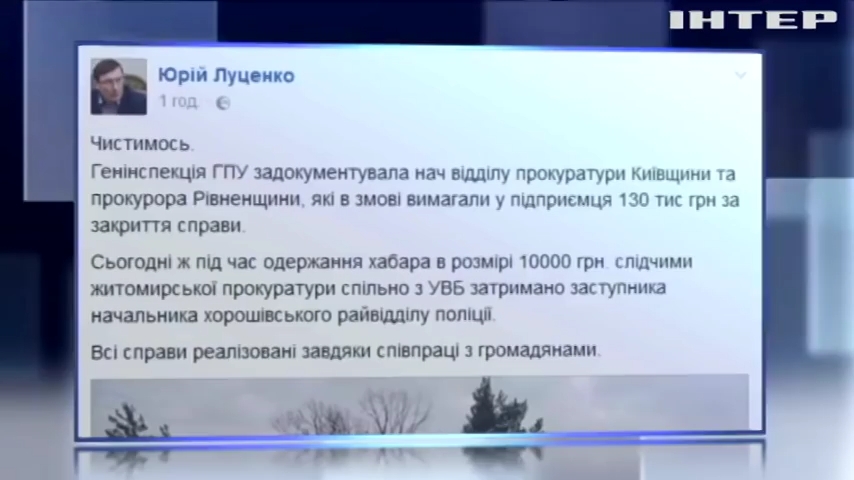 ІНТЕР
Юрій Луценко
1 год.
Чистимось.
Генінспекція ГПУ задокументувала нач відділу прокуратури Київщини та
прокурора Рівненщини, які в змові вимагали у підприємця 130 тис грн за
закриття справи.
Сьогодні ж під час одержання хабара в розмірі 10000 грн. слідчими
житомирської прокуратури спільно з УВБ затримано заступника
начальника хорошівського райвідділу поліції.
Всі справи реалізовані завдяки співпраці з громадянами.